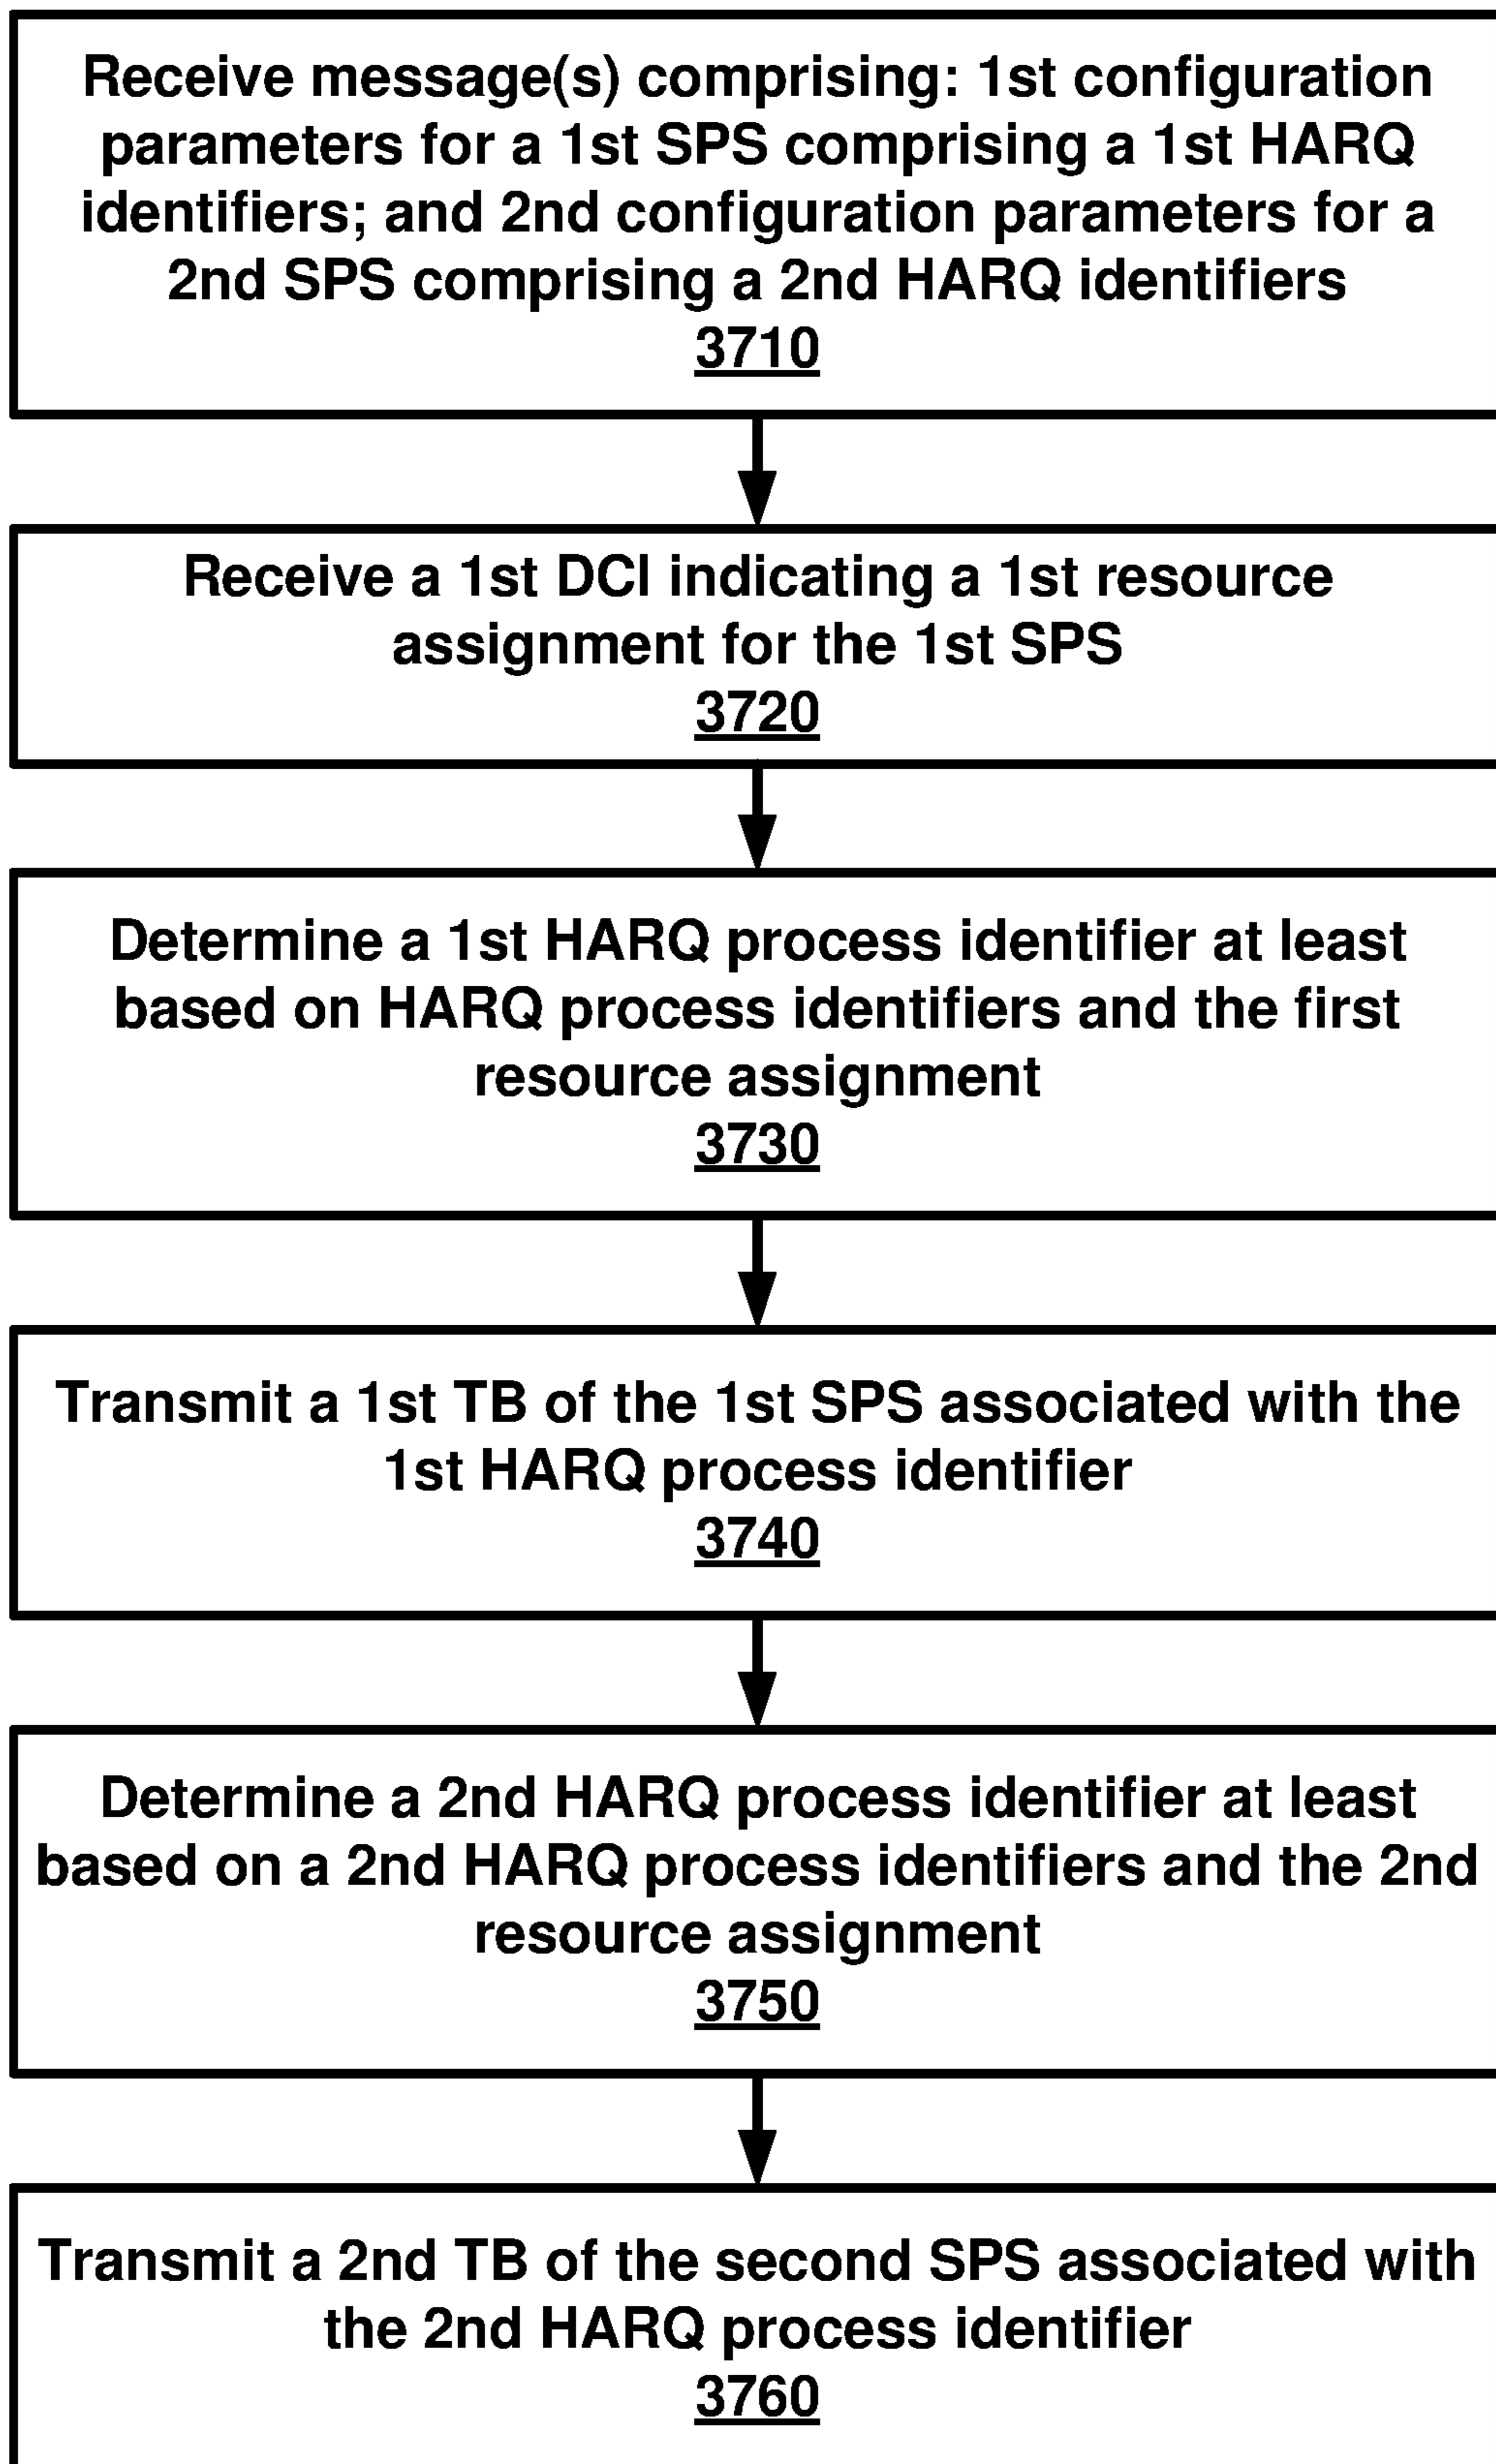 Receive message(s) comprising: 1st configuration
parameters for a 1st SPS comprising a 1st HARQ
identifiers; and 2nd configuration parameters for a
2nd SPS comprising a 2nd HARQ identifiers
3710
Receive a 1st DCI indicating a 1st resource
assignment for the 1st SPS
3720
Determine a 1st HARQ process identifier at least
based on HARQ process identifiers and the first
resource assignment
3730
Transmit a 1st TB of the 1st SPS associated with the
1st HARQ process identifier
3740
Determine a 2nd HARQ process identifier at least
based on a 2nd HARQ process identifiers and the 2nd
resource assignment
3750
Transmit a 2nd TB of the second SPS associated with
the 2nd HARQ process identifier
3760